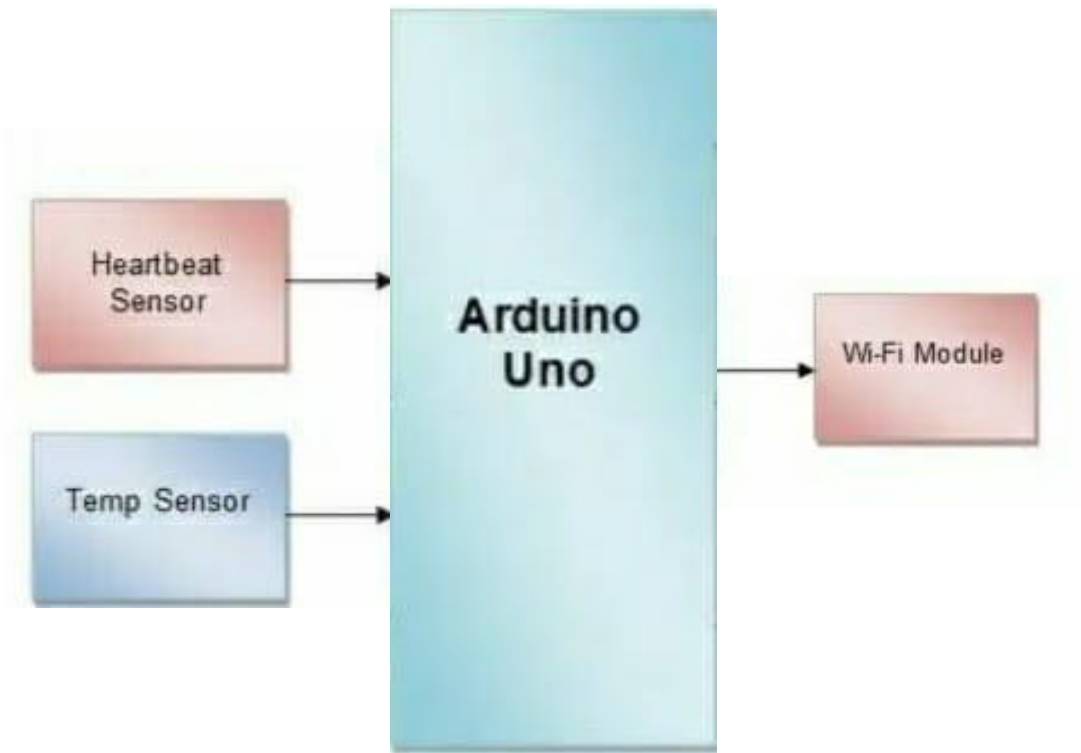 Heartbeat
Sensor
Temp Sensor
Arduino
Uno
Wi-Fi Module